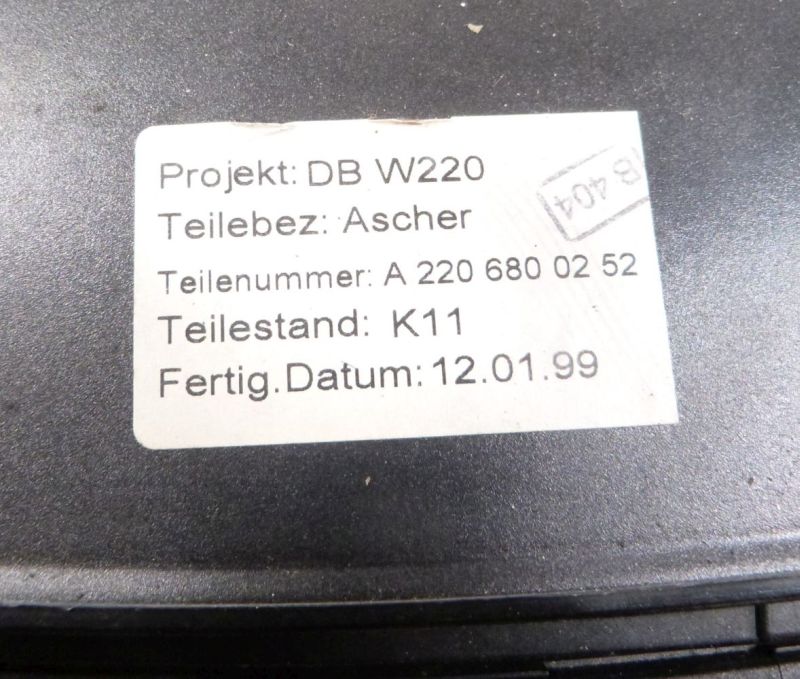 Projekt: DB W220
Teilebez: Ascher
Teilenummer: A 220 680 02 52
Teilestand: K11
Fertig.Datum: 12.01.99
B 404